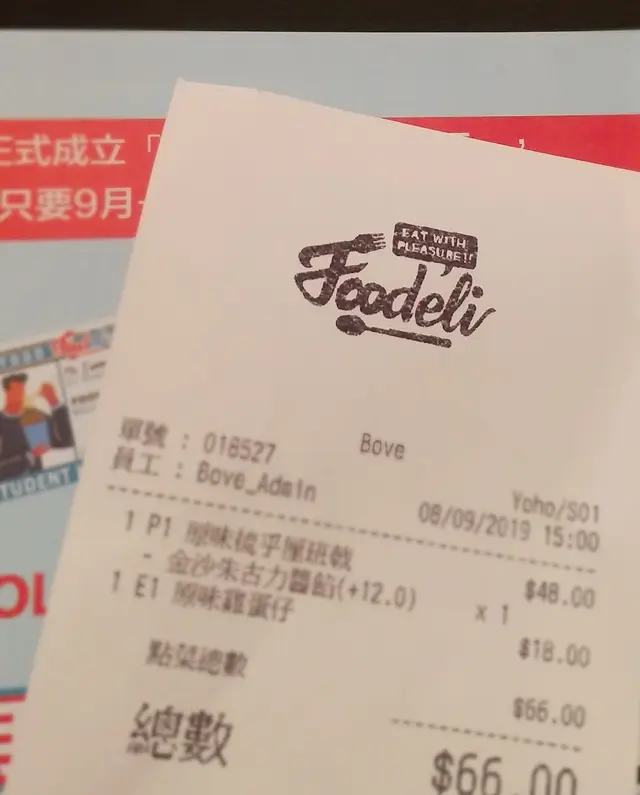 正式成立「
只要9月
EAT WITH
PLEASURE!!
Foodeli
STUDENT
Bove
單號 : 018527
員工 : Bove_Admin
Yoho/S01
08/09/2019 15:00
1 P1 原味梳乎厘班戟
$48.00
- 金沙朱古力醬餡(+12.0) x 1
1 E1 原味雞蛋仔
$18.00
點菜總數
$66.00
總數
$66.00